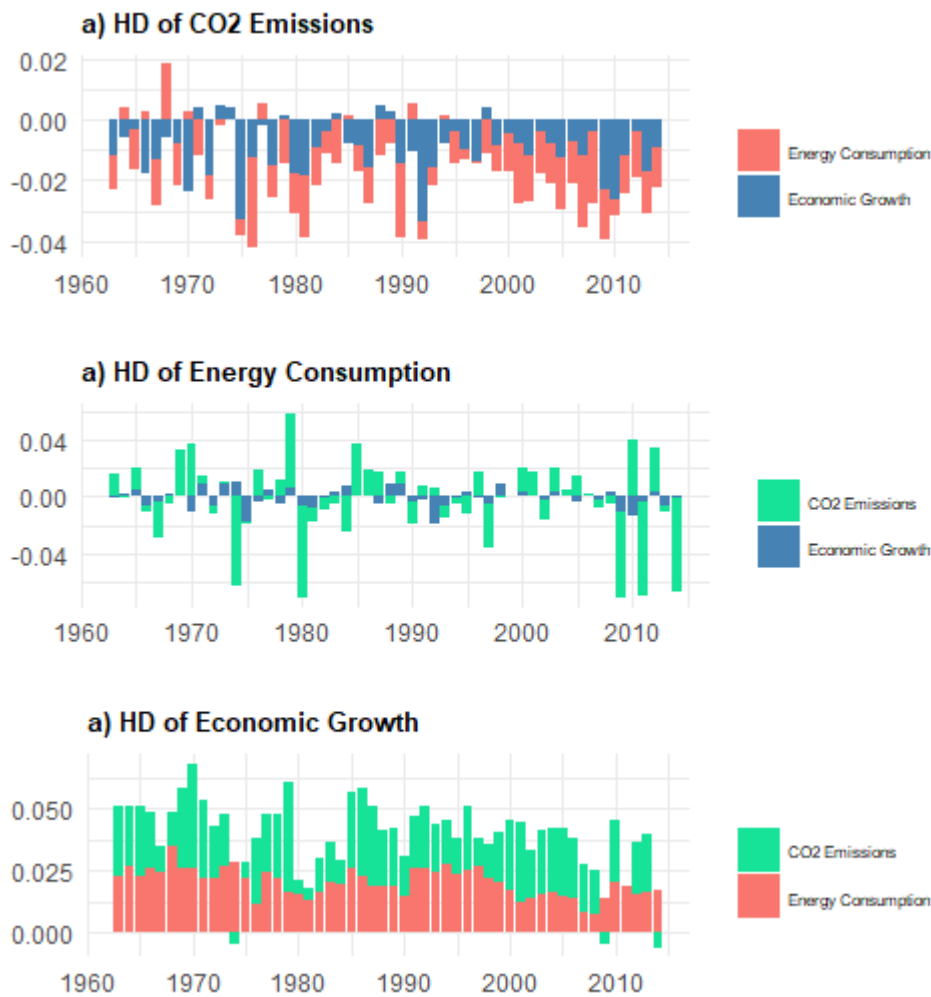 a) HD of CO2 Emissions
0.02
0.00
-0.02
-0.04
1960 1970 1980 1990 2000 2010
Energy Consumption
Economic Growth
a) HD of Energy Consumption
0.04
0.00
-0.04
1960 1970 1980 1990 2000 2010
CO2 Emissions
Economic Growth
a) HD of Economic Growth
0.050
0.025
0.000
1960 1970 1980 1990 2000 2010
CO2 Emissions
Energy Consumption